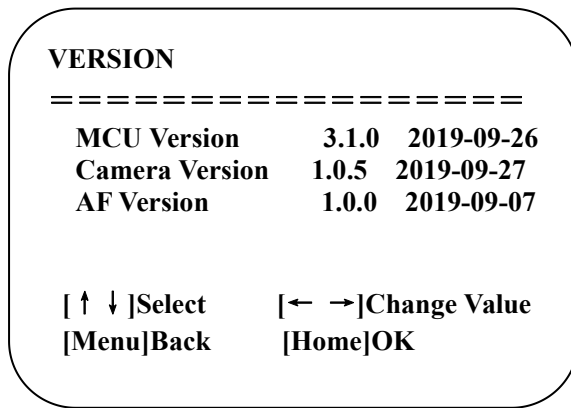 VERSION
=================
MCU Version 3.1.0 2019-09-26
Camera Version 1.0.5 2019-09-27
AF Version 1.0.0 2019-09-07
[↑ ↓]Select [← →]Change Value
[Menu]Back [Home]OK